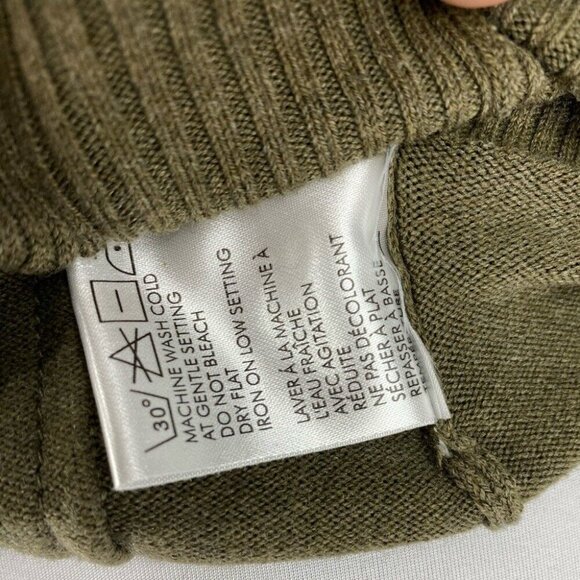 30°
MACHINE WASH COLD
AT GENTLE SETTING
DO NOT BLEACH
DRY FLAT
IRON ON LOW SETTING
LAVER À LA MACHINE À
L'EAU FRAÎCHE
AVEC AGITATION
RÉDUITE
NE PAS DÉCOLORANT
SÉCHER À PLAT
REPASSER À BASSE